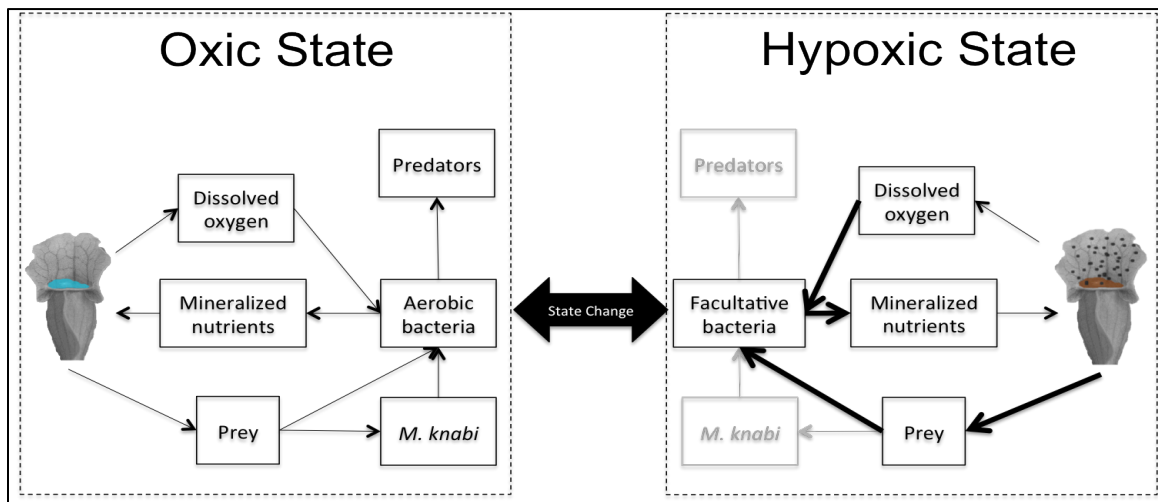 Oxic State
Predators
Dissolved
oxygen
Mineralized
nutrients
Aerobic
bacteria
Prey
M. knabi
State Change
Hypoxic State
Predators
Dissolved
oxygen
Facultative
bacteria
Mineralized
nutrients
M. knabi
Prey